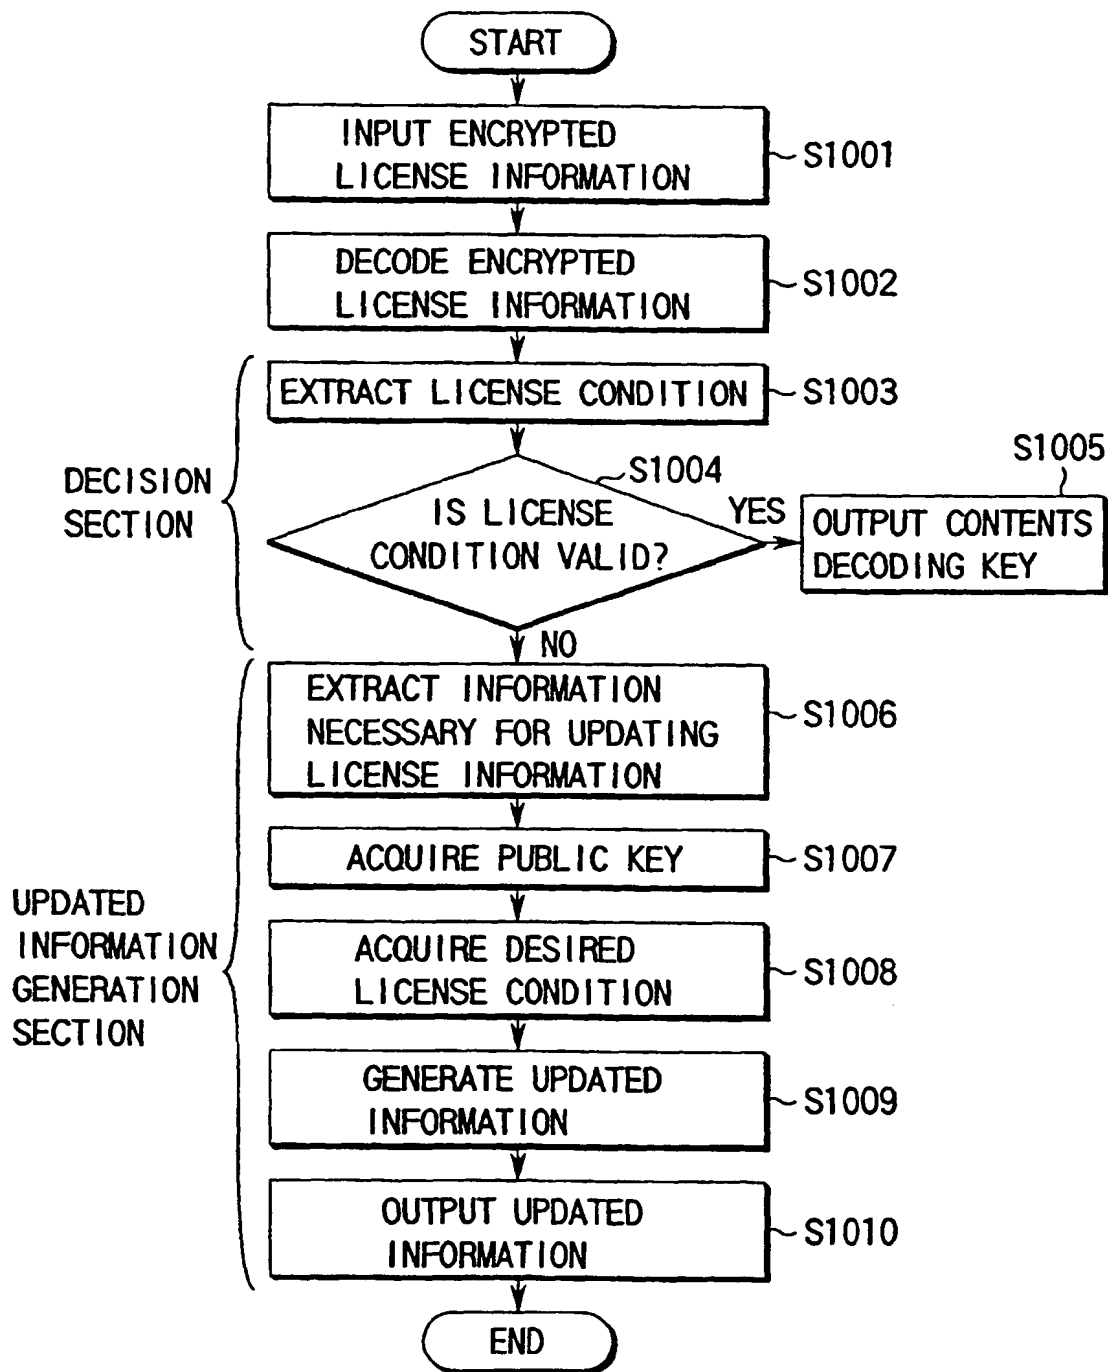 START
INPUT ENCRYPTED
LICENSE INFORMATION
S1001
DECODE ENCRYPTED
LICENSE INFORMATION
S1002
DECISION
SECTION
EXTRACT LICENSE CONDITION
S1003
S1004
IS LICENSE
CONDITION VALID?
YES
S1005
OUTPUT CONTENTS
DECODING KEY
NO
UPDATED
INFORMATION
GENERATION
SECTION
EXTRACT INFORMATION
NECESSARY FOR UPDATING
LICENSE INFORMATION
S1006
ACQUIRE PUBLIC KEY
S1007
ACQUIRE DESIRED
LICENSE CONDITION
S1008
GENERATE UPDATED
INFORMATION
S1009
OUTPUT UPDATED
INFORMATION
S1010
END